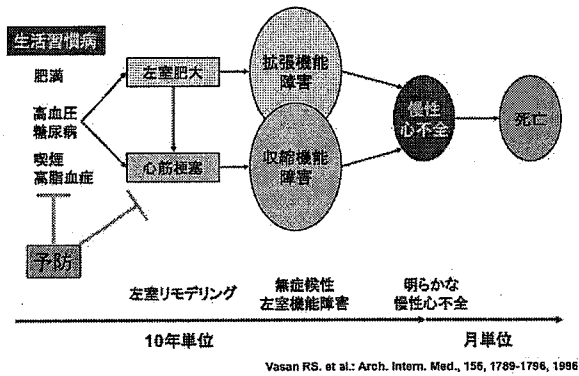 生活習慣病
肥満
高血圧
糖尿病
喫煙
高脂血症
予防
左室肥大
心筋梗塞
拡張機能
障害
収縮機能
障害
慢性
心不全
死亡
左室リモデリング
無症候性
左室機能障害
明らかな
慢性心不全
10年単位
月単位
Vasan RS. et al.: Arch. Intern. Med., 156, 1789-1796, 1996